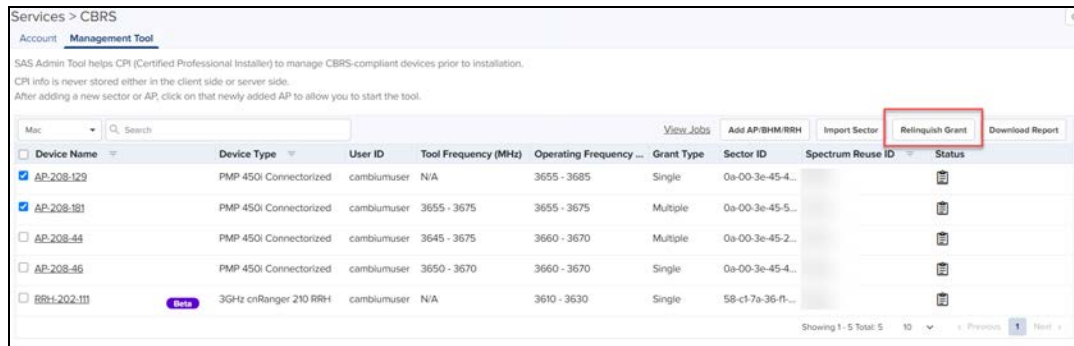 Services > CBRS
Account Management Tool
SAS Admin Tool helps CPI (Certified Professional Installer) to manage CBRS-compliant devices prior to installation.
CPI info is never stored either in the client side or server side.
After adding a new sector or AP, click on that newly added AP to allow you to start the tool.
Mac Search View Jobs Add AP/BHM/RRH Import Sector Relinquish Grant Download Report
Device Name Device Type User ID Tool Frequency (MHz) Operating Frequency ... Grant Type Sector ID Spectrum Reuse ID Status
AP-208-129 PMP 450i Connectorized cambiumuser N/A 3655 - 3685 Single 0a-00-3e-45-4...
AP-208-181 PMP 450i Connectorized cambiumuser 3655 - 3675 3655 - 3675 Multiple 0a-00-3e-45-5...
AP-208-44 PMP 450i Connectorized cambiumuser 3645 - 3675 3660 - 3670 Multiple 0a-00-3e-45-2...
AP-208-46 PMP 450i Connectorized cambiumuser 3650 - 3670 3660 - 3670 Single 0a-00-3e-45-4...
RRH-202-111 Beta 3GHz cnRanger 210 RRH cambiumuser N/A 3610 - 3630 Single 58-c1-7a-36-f1-...
Showing 1 - 5 Total: 5 10 < Previous 1 Next >